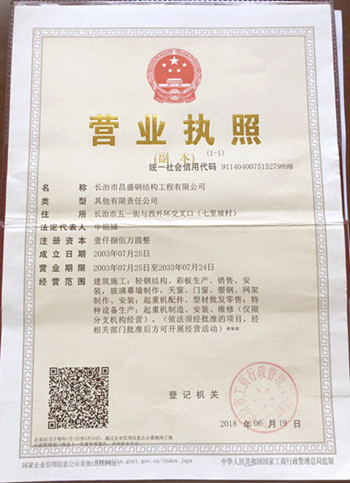 营业执照
(副 本) (1-1)
统一社会信用代码 91140400751527989M
名 称 长治市昌盛钢结构工程有限公司
类 型 其他有限责任公司
住 所 长治市五一街与西外环交叉口(七里坡村)
法定代表人 申银娣
注 册 资 本 壹仟捌佰万圆整
成 立 日 期 2003年07月25日
营 业 期 限 2003年07月25日至2033年07月24日
经 营 范 围 建筑施工：轻钢结构、彩板生产、销售、安
装，玻璃幕墙制作，天窗、门窗、塑钢、网架
制作、安装；起重机配件、型材批发零售；特
种设备生产：起重机制造、安装、维修（仅限
分支机构经营），（依法须经批准的项目，经
相关部门批准后方可开展经营活动）***
登 记 机 关
2018 年 06 月 19 日
国家企业信用信息公示系统
中华人民共和国国家工商行政管理总局监制